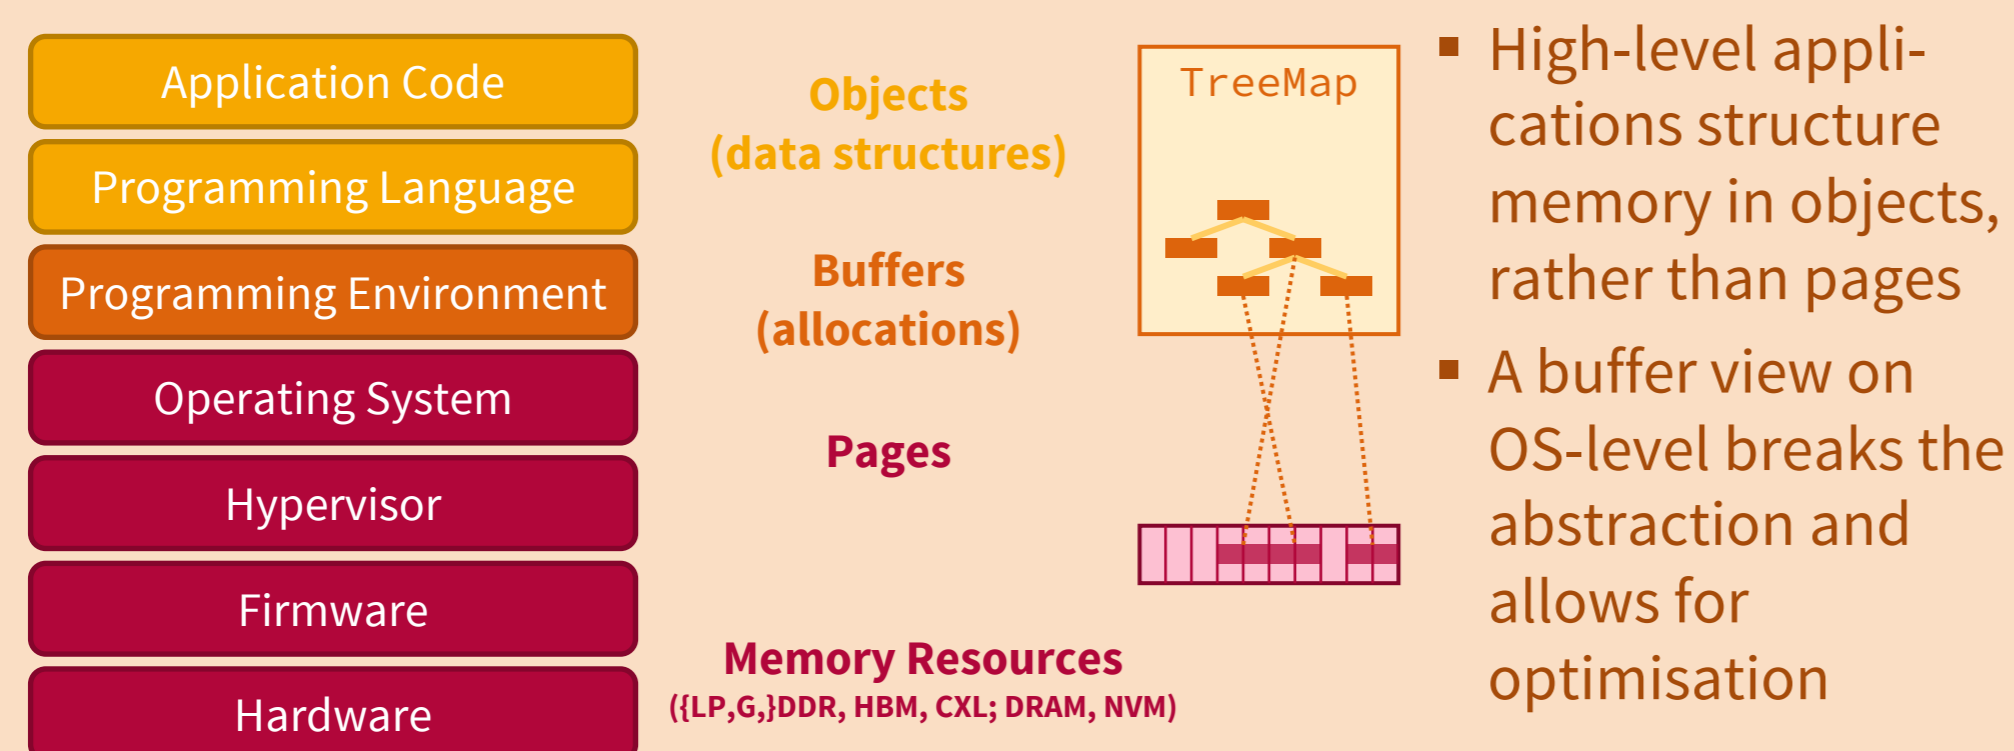 Application Code
Programming Language
Programming Environment
Operating System
Hypervisor
Firmware
Hardware
Objects
(data structures)
Buffers
(allocations)
Pages
Memory Resources
({LP,G,}DDR, HBM, CXL; DRAM, NVM)
TreeMap
▪ High-level appli-
cations structure
memory in objects,
rather than pages
▪ A buffer view on
OS-level breaks the
abstraction and
allows for
optimisation